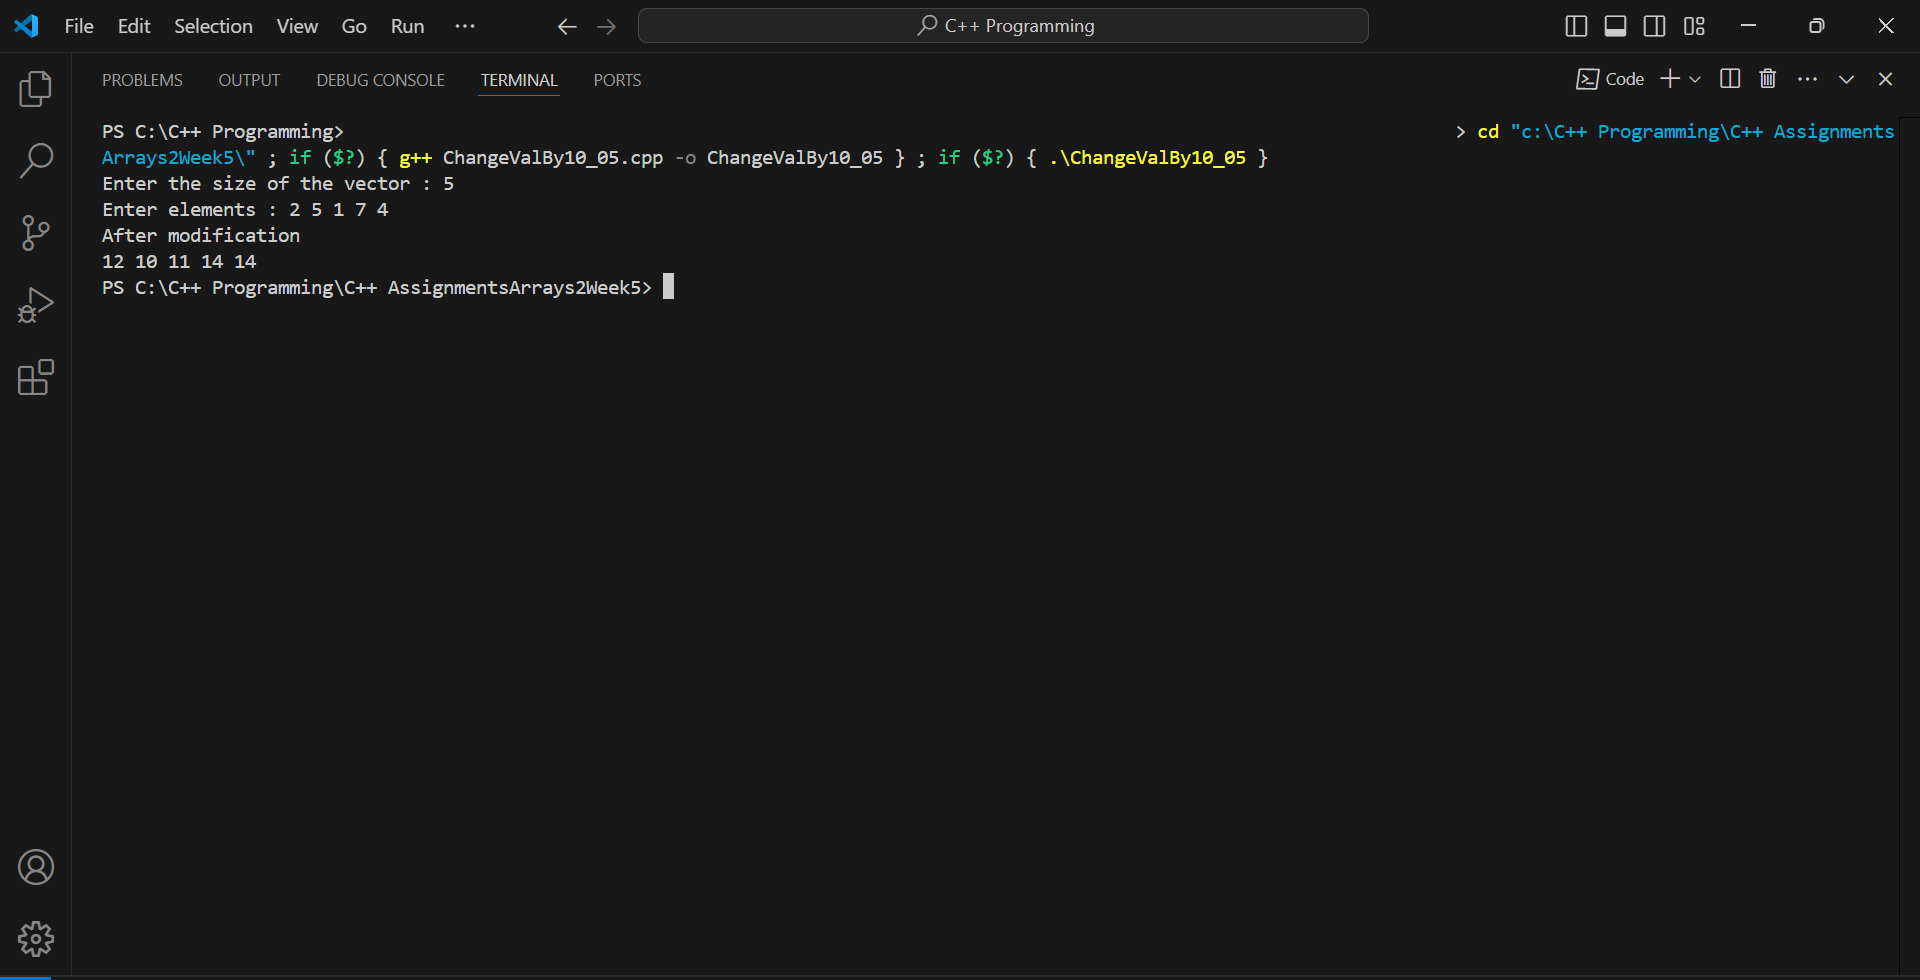 File Edit Selection View Go Run ··· C++ Programming
PROBLEMS OUTPUT DEBUG CONSOLE TERMINAL PORTS Code
PS C:\C++ Programming> > cd "c:\C++ Programming\C++ Assignments
Arrays2Week5\" ; if ($?) { g++ ChangeValBy10_05.cpp -o ChangeValBy10_05 } ; if ($?) { .\ChangeValBy10_05 }
Enter the size of the vector : 5
Enter elements : 2 5 1 7 4
After modification
12 10 11 14 14
PS C:\C++ Programming\C++ AssignmentsArrays2Week5>